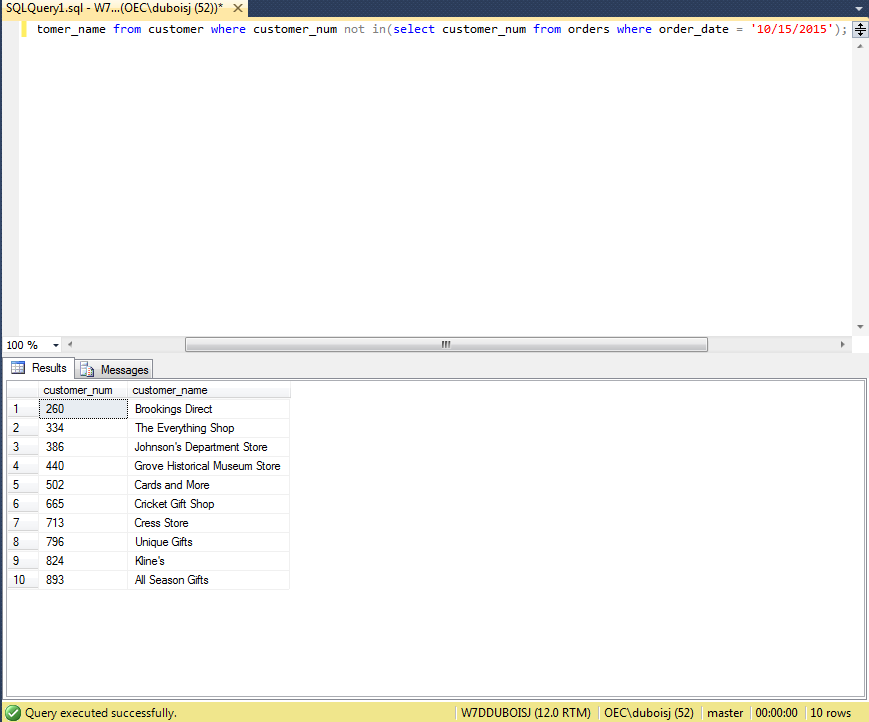 SQLQuery1.sql - W7...(OEC\duboisj (52))*
tomer_name from customer where customer_num not in(select customer_num from orders where order_date = '10/15/2015');
100 %
Results Messages
customer_num customer_name
1 260 Brookings Direct
2 334 The Everything Shop
3 386 Johnson's Department Store
4 440 Grove Historical Museum Store
5 502 Cards and More
6 665 Cricket Gift Shop
7 713 Cress Store
8 796 Unique Gifts
9 824 Kline's
10 893 All Season Gifts
Query executed successfully. W7DDUBOISJ (12.0 RTM) OEC\duboisj (52) master 00:00:00 10 rows